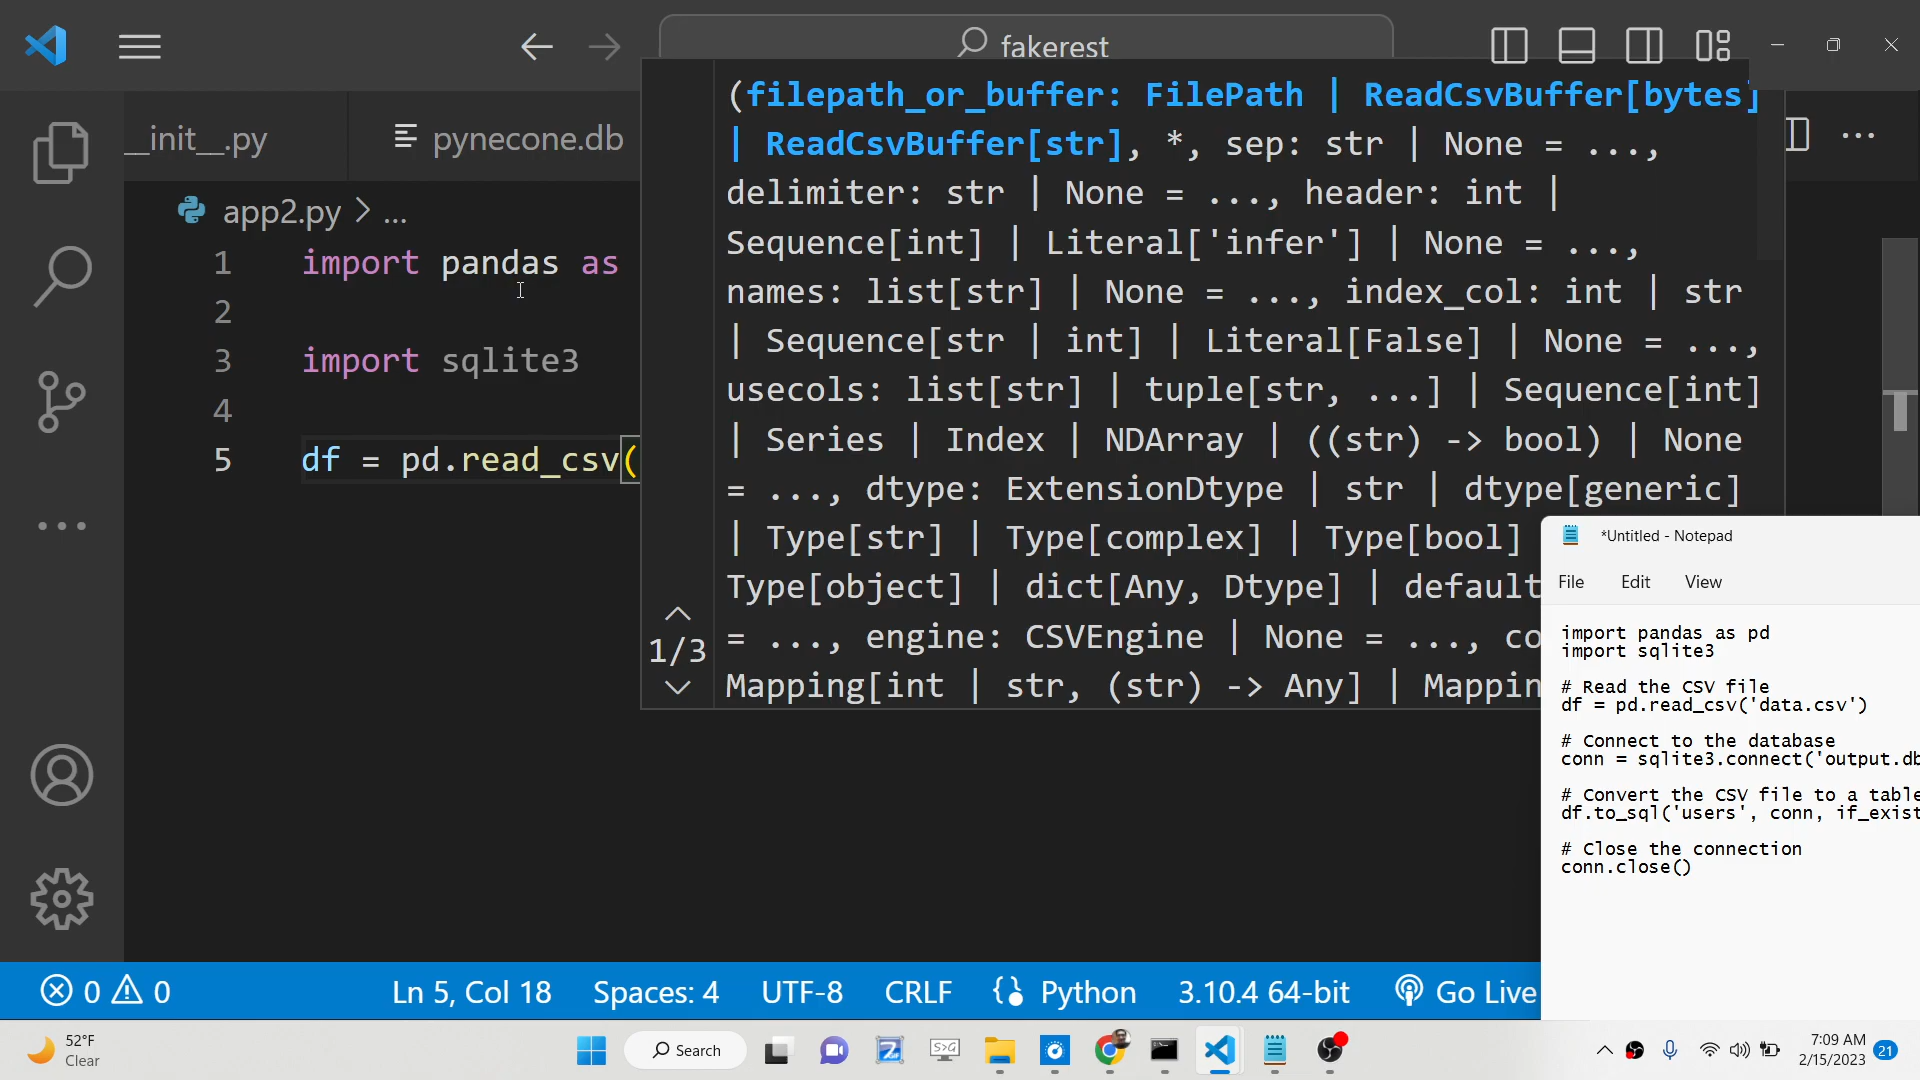 fakerest
__init__.py
pynecone.db
app2.py > ...
1 import pandas as
2
3 import sqlite3
4
5 df = pd.read_csv(
(filepath_or_buffer: FilePath | ReadCsvBuffer[bytes]
| ReadCsvBuffer[str], *, sep: str | None = ...,
delimiter: str | None = ..., header: int |
Sequence[int] | Literal['infer'] | None = ...,
names: list[str] | None = ..., index_col: int | str
| Sequence[str | int] | Literal[False] | None = ...,
usecols: list[str] | tuple[str, ...] | Sequence[int]
| Series | Index | NDArray | ((str) -> bool) | None
= ..., dtype: ExtensionDtype | str | dtype[generic]
| Type[str] | Type[complex] | Type[bool]
Type[object] | dict[Any, Dtype] | default
= ..., engine: CSVEngine | None = ..., co
Mapping[int | str, (str) -> Any] | Mappin
1/3
*Untitled - Notepad
File Edit View
import pandas as pd
import sqlite3
# Read the CSV file
df = pd.read_csv('data.csv')
# Connect to the database
conn = sqlite3.connect('output.db
# Convert the CSV file to a table
df.to_sql('users', conn, if_exist
# Close the connection
conn.close()
0 0 Ln 5, Col 18 Spaces: 4 UTF-8 CRLF Python 3.10.4 64-bit Go Live
52°F
Clear
Search
S>G
7:09 AM
2/15/2023
21